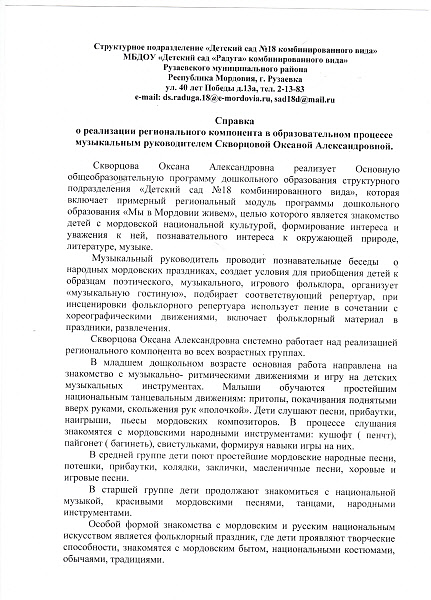 Структурное подразделение «Детский сад №18 комбинированного вида»
МБДОУ «Детский сад «Радуга» комбинированного вида»
Рузаевского муниципального района
Республика Мордовия, г. Рузаевка
ул. 40 лет Победы д.13а, тел. 2-13-83
e-mail: ds.raduga.18@e-mordovia.ru, sad18d@mail.ru
Справка
о реализации регионального компонента в образовательном процессе
музыкальным руководителем Скворцовой Оксаной Александровной.
Скворцова Оксана Александровна реализует Основную
общеобразовательную программу дошкольного образования структурного
подразделения «Детский сад №18 комбинированного вида», которая
включает примерный региональный модуль программы дошкольного
образования «Мы в Мордовии живем», целью которого является знакомство
детей с мордовской национальной культурой, формирование интереса и
уважения к ней, познавательного интереса к окружающей природе,
литературе, музыке.
Музыкальный руководитель проводит познавательные беседы о
народных мордовских праздниках, создает условия для приобщения детей к
образцам поэтического, музыкального, игрового фольклора, организует
«музыкальную гостиную», подбирает соответствующий репертуар, при
инсценировки фольклорного репертуара использует пение в сочетании с
хореографическими движениями, включает фольклорный материал в
праздники, развлечения.
Скворцова Оксана Александровна системно работает над реализацией
регионального компонента во всех возрастных группах.
В младшем дошкольном возрасте основная работа направлена на
знакомство с музыкально- ритмическими движениями и игру на детских
музыкальных инструментах. Малыши обучаются простейшим
национальным танцевальным движениям: притопы, покачивания поднятыми
вверх руками, скольжения рук «полочкой». Дети слушают песни, прибаутки,
наигрыши, пьесы мордовских композиторов. В процессе слушания
знакомятся с мордовскими народными инструментами: кушофт ( пенчт),
пайгонет ( багинеть), свистульками, формируя навыки игры на них.
В средней группе дети поют простейшие мордовские народные песни,
потешки, прибаутки, колядки, заклички, масленичные песни, хоровые и
игровые песни.
В старшей группе дети продолжают знакомиться с национальной
музыкой, красивыми мордовскими песнями, танцами, народными
инструментами.
Особой формой знакомства с мордовским и русским национальным
искусством является фольклорный праздник, где дети проявляют творческие
способности, знакомятся с мордовским бытом, национальными костюмами,
обычаями, традициями.